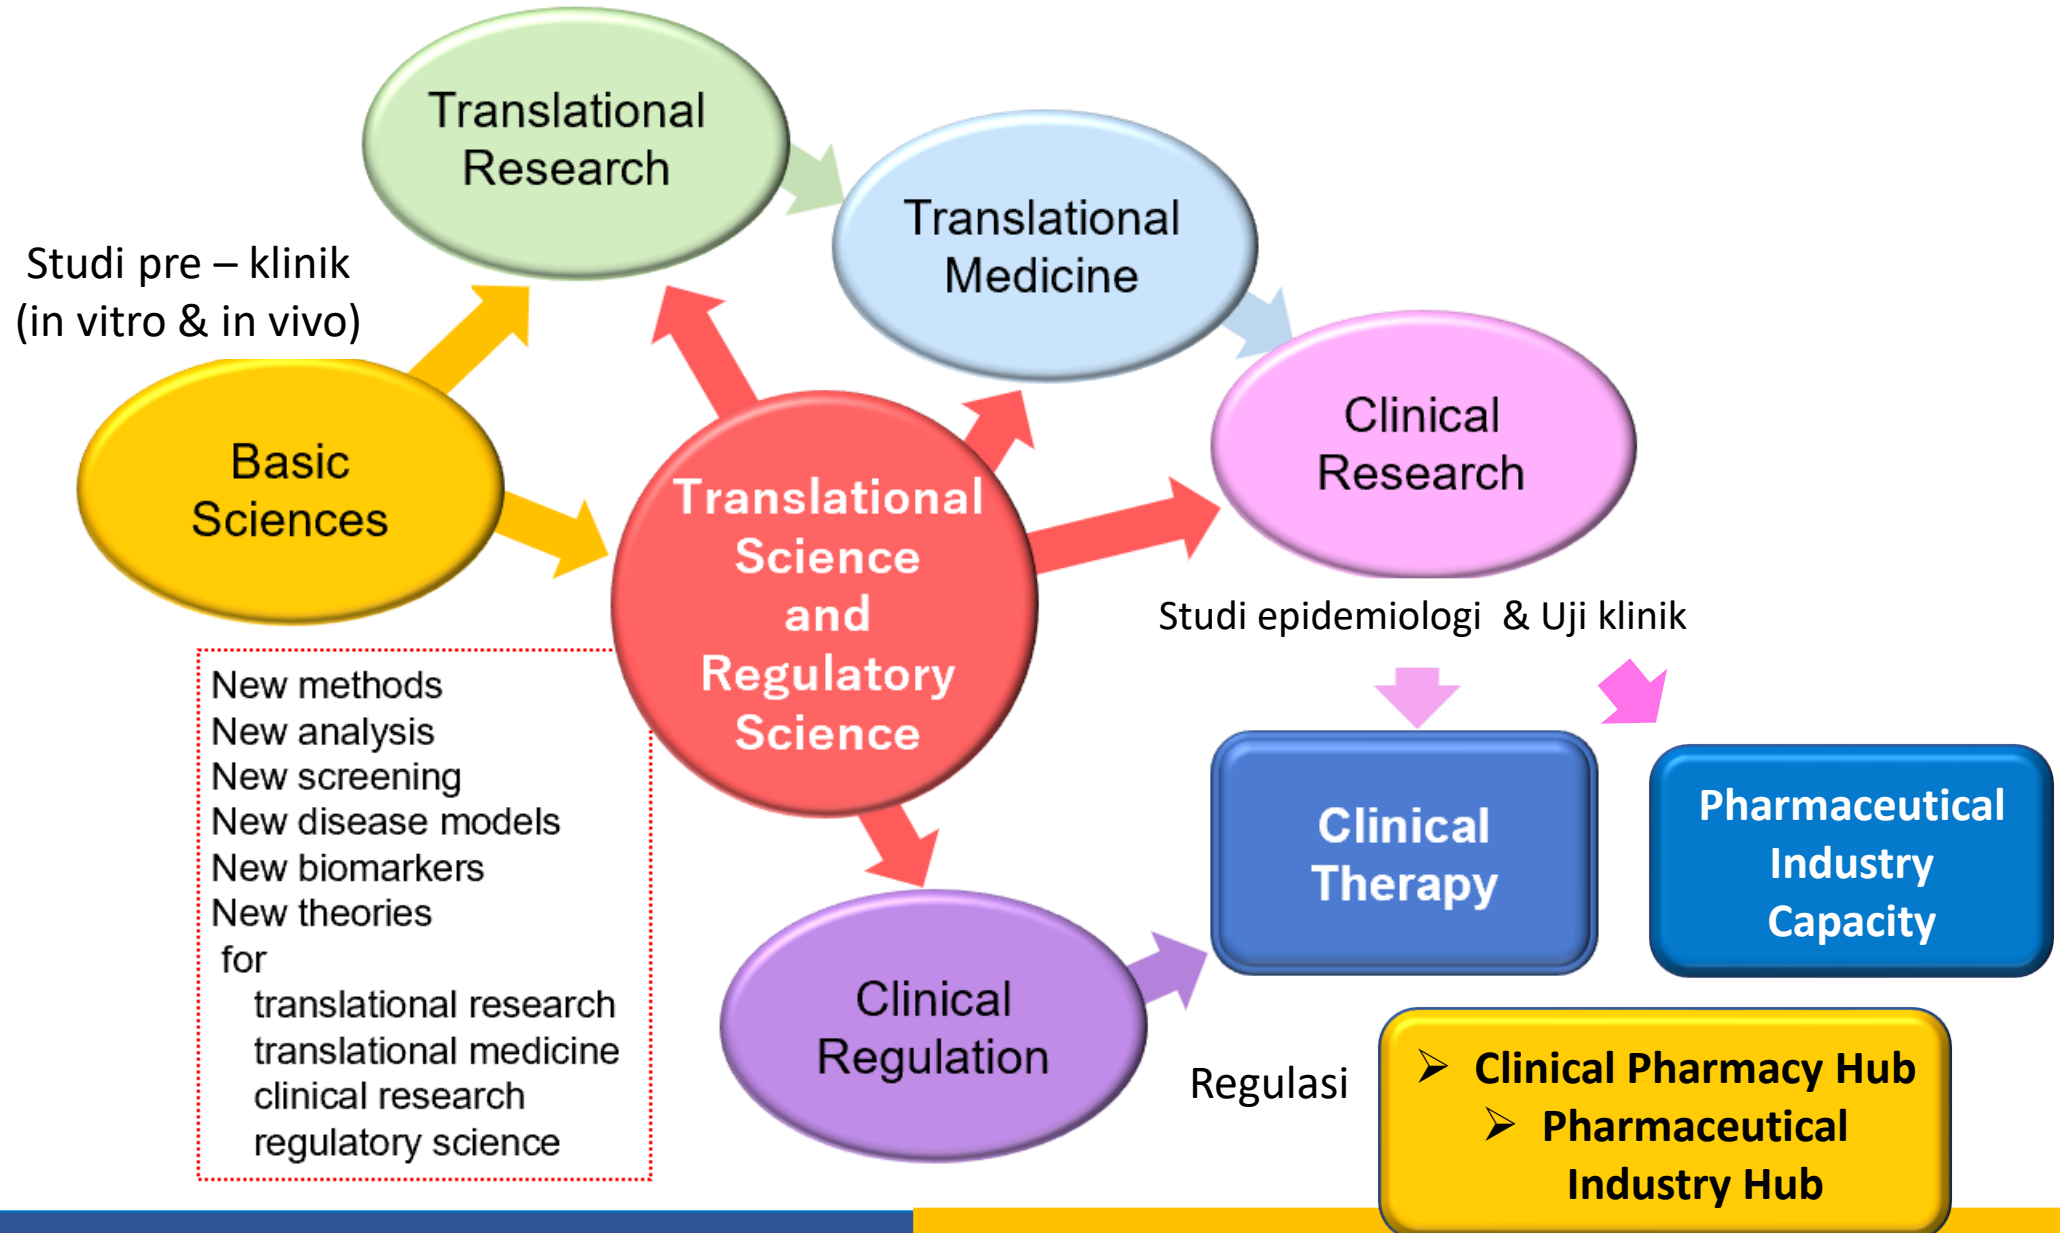 Translational
Research
Translational
Medicine
Studi pre – klinik
(in vitro & in vivo)
Basic
Sciences
Translational
Science
and
Regulatory
Science
Clinical
Research
Studi epidemiologi & Uji klinik
New methods
New analysis
New screening
New disease models
New biomarkers
New theories
for
translational research
translational medicine
clinical research
regulatory science
Clinical
Therapy
Pharmaceutical
Industry
Capacity
Clinical
Regulation
Regulasi
➢ Clinical Pharmacy Hub
➢ Pharmaceutical
Industry Hub